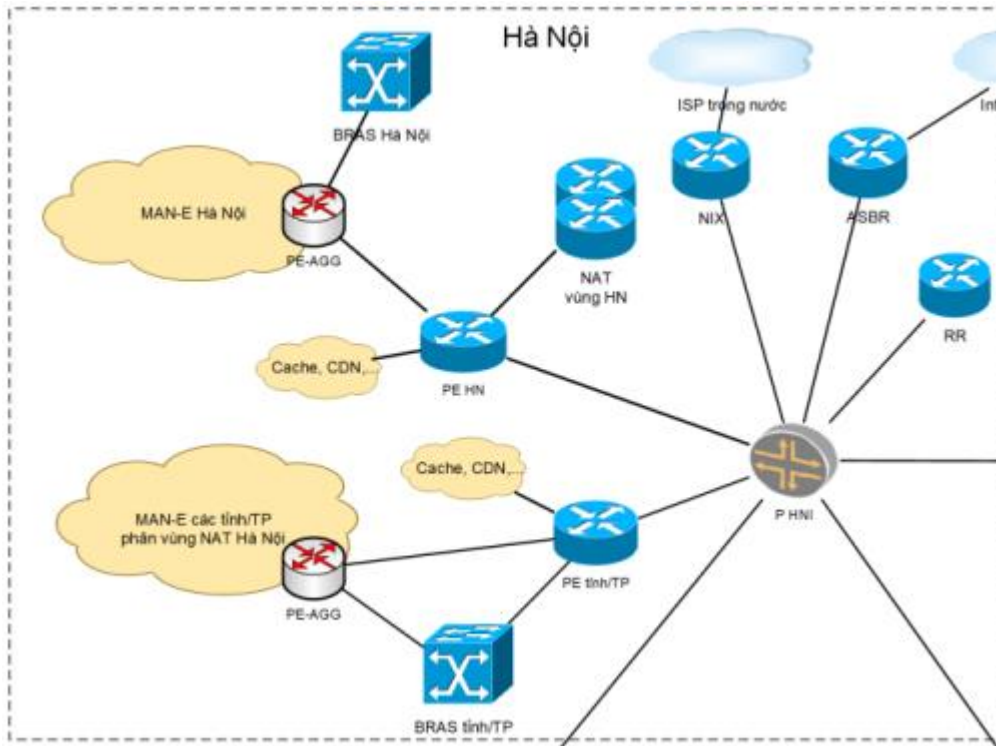 Hà Nội
BRAS Hà Nội
ISP trong nước
Int
MAN-E Hà Nội
PE-AGG
NIX
ASBR
NAT
vùng HN
RR
PE HN
Cache, CDN,...
Cache, CDN,...
MAN-E các tỉnh/TP
phân vùng NAT Hà Nội
P HNI
PE tỉnh/TP
PE-AGG
BRAS tỉnh/TP